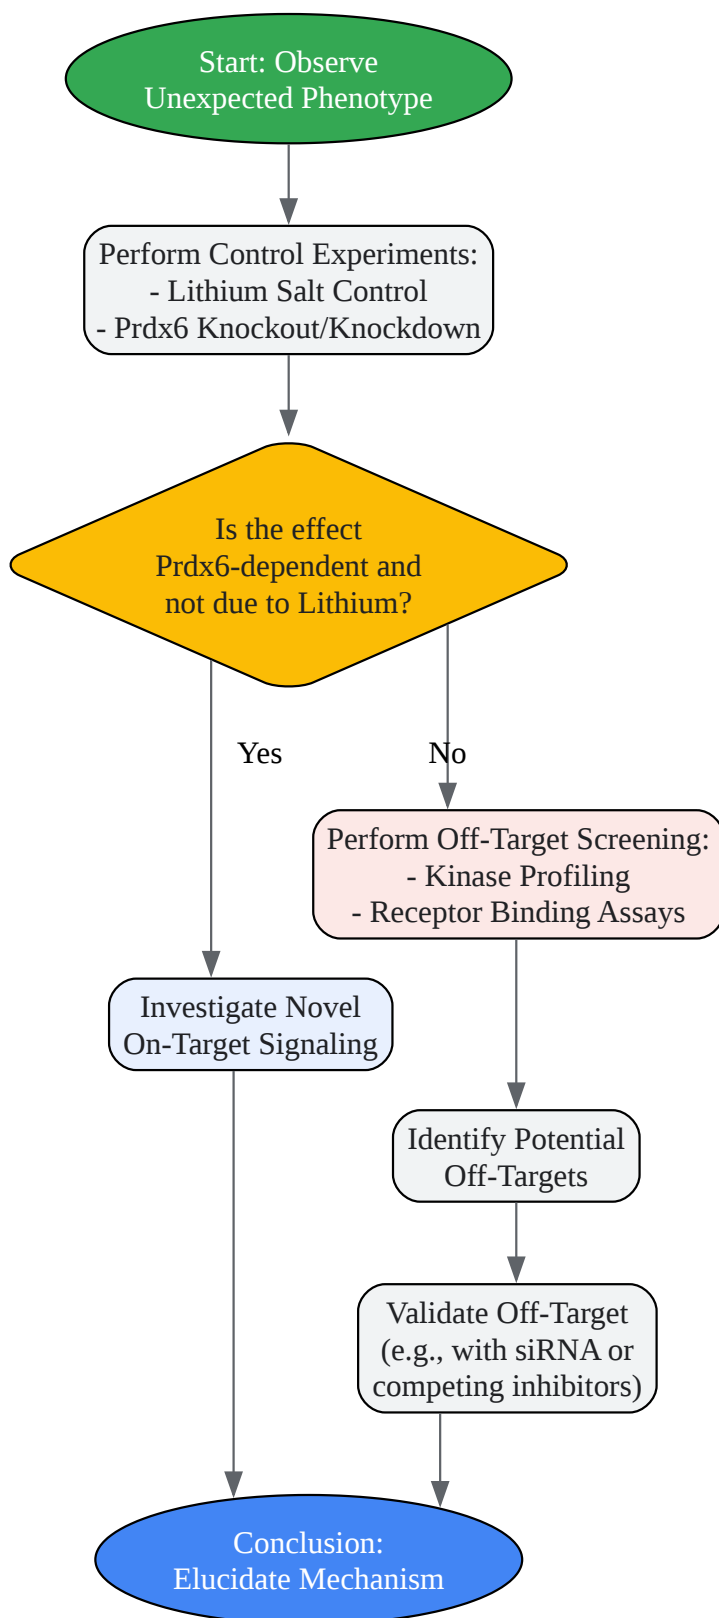 Start: Observe
Unexpected Phenotype
Perform Control Experiments:
- Lithium Salt Control
- Prdx6 Knockout/Knockdown
Is the effect
Prdx6-dependent and
not due to Lithium?
Yes
No
Perform Off-Target Screening:
- Kinase Profiling
- Receptor Binding Assays
Investigate Novel
On-Target Signaling
Identify Potential
Off-Targets
Validate Off-Target
(e.g., with siRNA or
competing inhibitors)
Conclusion:
Elucidate Mechanism